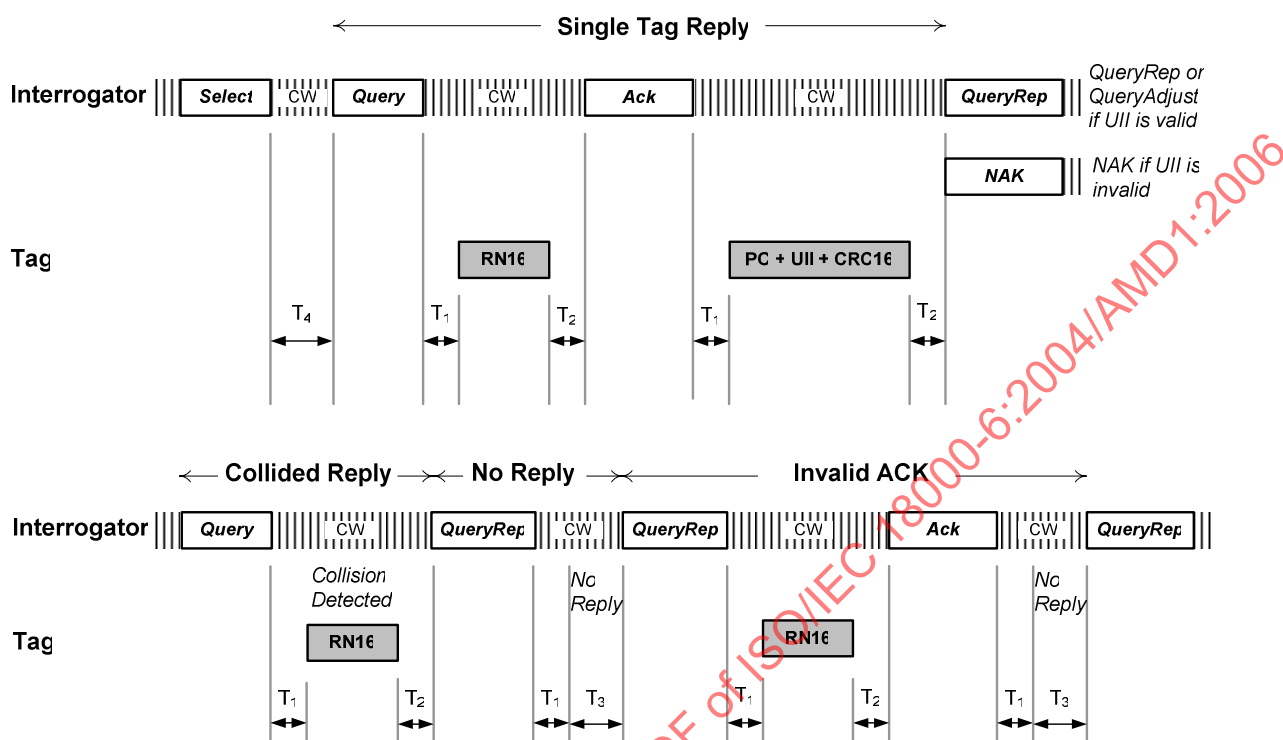 Single Tag Reply
Interrogator Select CW Query CW Ack CW QueryRep
QueryRep or
QueryAdjust
if UII is valid
NAK
NAK if UII is
invalid
Tag RN16 PC + UII + CRC16
T4 T1 T2 T1 T2
Collided Reply No Reply Invalid ACK
Interrogator Query CW QueryRep CW QueryRep CW Ack CW QueryRep
Collision
Detected
No
Reply
No
Reply
Tag RN16 RN16
T1 T2 T1 T3 T1 T2 T1 T3
of ISO/IEC 18000-6:2004/AMD1:2006